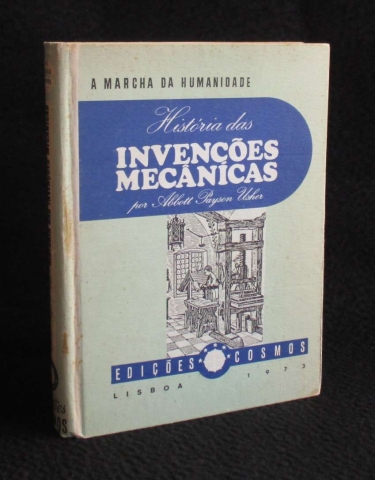 A MARCHA DA HUMANIDADE
História das
INVENÇÕES
MECÂNICAS
por Abbott Payson Usher
EDIÇÕES COSMOS
LISBOA 1973